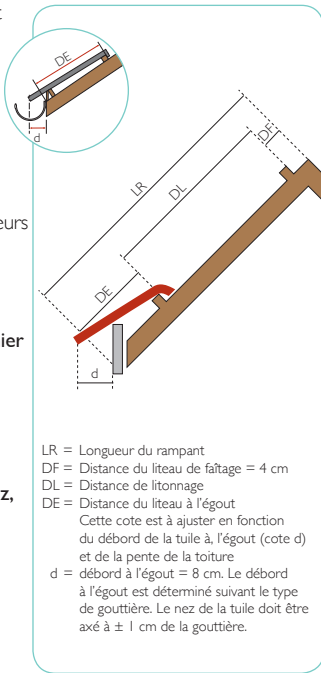 t
DE
d
eurs
ier
z,
DF
LR
DL
DE
d
LR = Longueur du rampant
DF = Distance du liteau de faîtage = 4 cm
DL = Distance de litonnage
DE = Distance du liteau à l'égout
Cette cote est à ajuster en fonction
du débord de la tuile à, l'égout (cote d)
et de la pente de la toiture
d = débord à l'égout = 8 cm. Le débord
à l'égout est déterminé suivant le type
de gouttière. Le nez de la tuile doit être
axé à ± 1 cm de la gouttière.